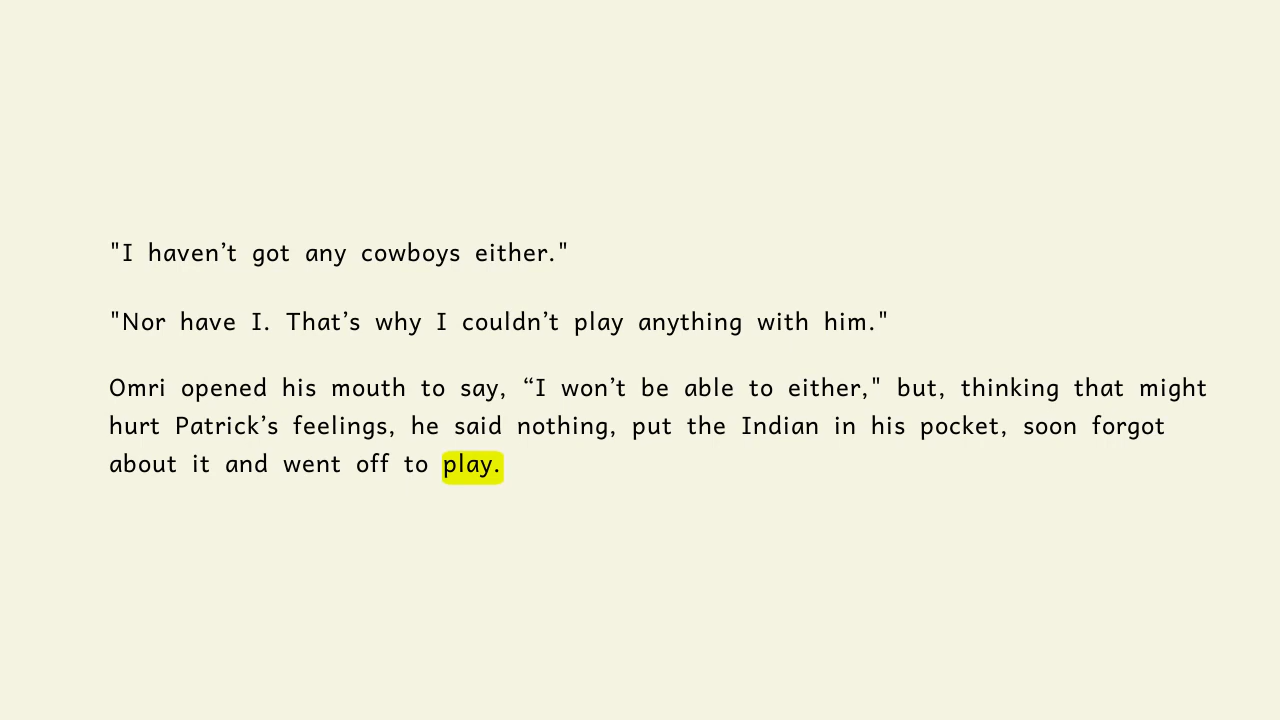 "I haven’t got any cowboys either."
"Nor have I. That’s why I couldn’t play anything with him."
Omri opened his mouth to say, “I won’t be able to either," but, thinking that might
hurt Patrick’s feelings, he said nothing, put the Indian in his pocket, soon forgot
about it and went off to play.